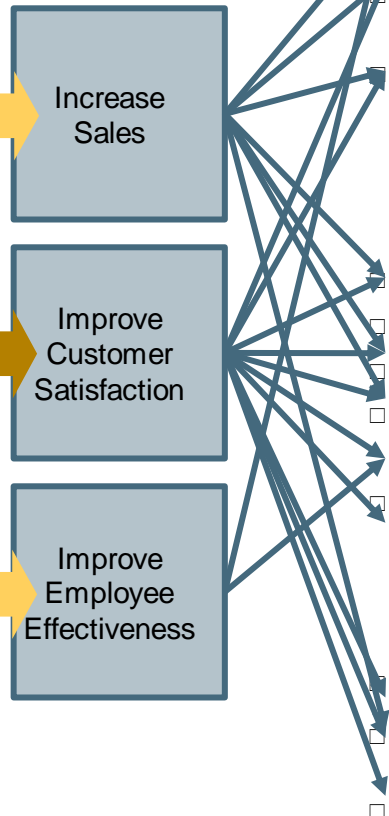 Increase
Sales
Improve
Customer
Satisfaction
Improve
Employee
Effectiveness